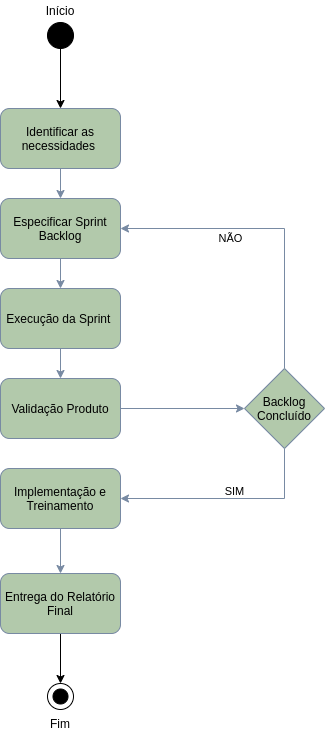 Início
Identificar as
necessidades
Especificar Sprint
Backlog
NÃO
Execução da Sprint
Validação Produto
Backlog
Concluído
Implementação e
Treinamento
SIM
Entrega do Relatório
Final
Fim